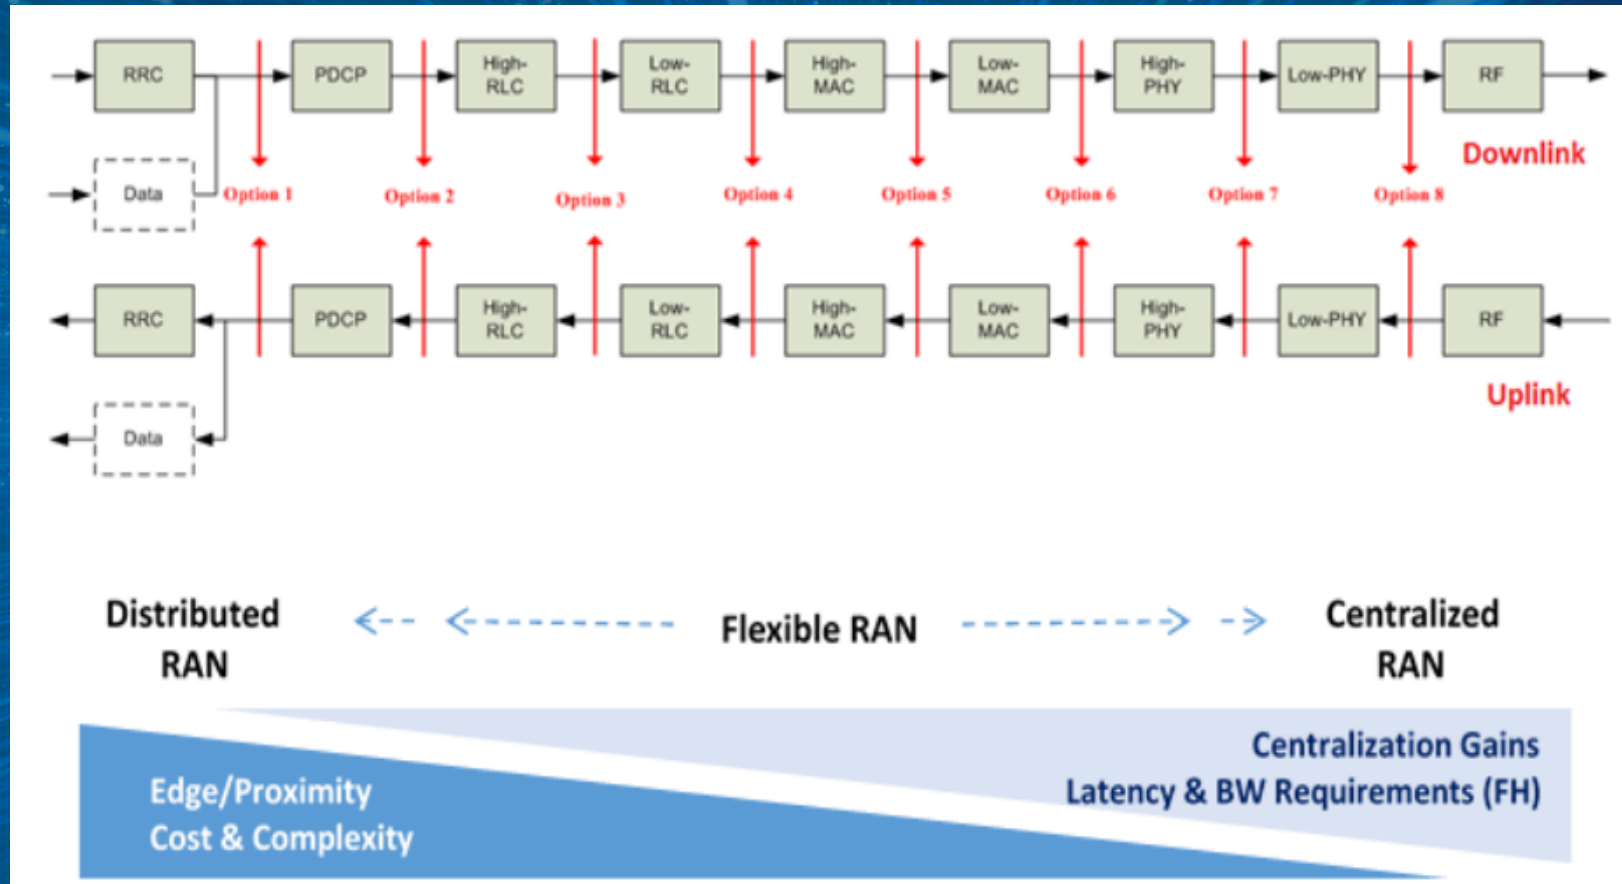 RRC
PDCP
High-
RLC
Low-
RLC
High-
MAC
Low-
MAC
High-
PHY
Low-PHY
RF
Downlink
Data
Option 1
Option 2
Option 3
Option 4
Option 5
Option 6
Option 7
Option 8
RRC
PDCP
High-
RLC
Low-
RLC
High-
MAC
Low-
MAC
High-
PHY
Low-PHY
RF
Uplink
Data
Distributed
RAN
Flexible RAN
Centralized
RAN
Centralization Gains
Latency & BW Requirements (FH)
Edge/Proximity
Cost & Complexity